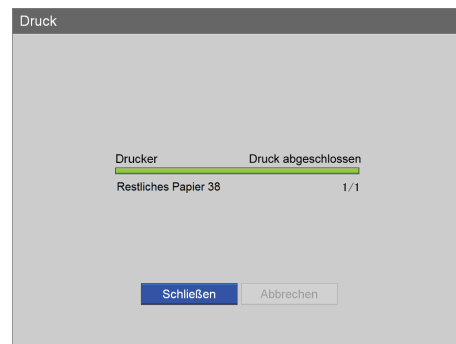 Druck
Drucker Druck abgeschlossen
Restliches Papier 38 1/1
Schließen Abbrechen